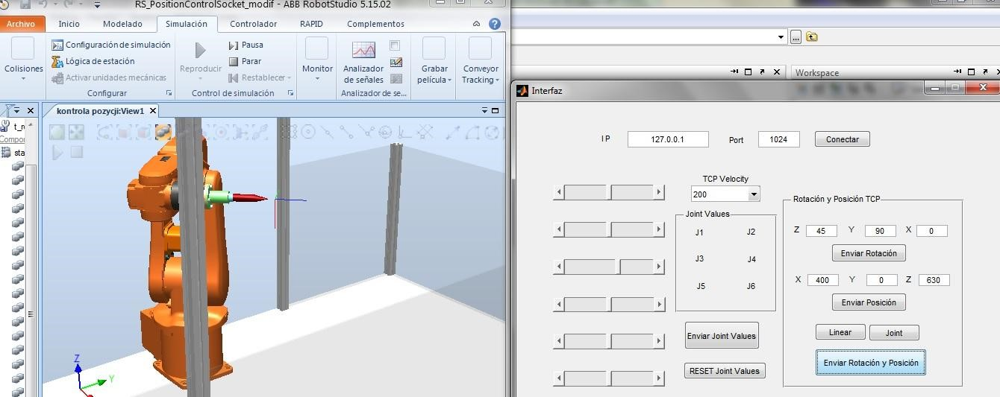 RS_PositionControlSocket_modif - ABB RobotStudio 5.15.02
Archivo Inicio Modelado Simulación Controlador RAPID Complementos
Colisiones
Configuración de simulación
Lógica de estación
Activar unidades mecánicas
Configurar
Reproducir
Pausa
Parar
Restablecer
Control de simulación
Monitor
Analizador de señales
Analizador de se...
Grabar película
Conveyor Tracking
kontrola pozycji:View1
t_r
Compo
sta
Z
Y
...
Workspace
Interfaz
IP 127.0.0.1 Port 1024 Conectar
TCP Velocity
200
Joint Values
J1 J2
J3 J4
J5 J6
Enviar Joint Values
RESET Joint Values
Rotación y Posición TCP
Z 45 Y 90 X 0
Enviar Rotación
X 400 Y 0 Z 630
Enviar Posición
Linear Joint
Enviar Rotación y Posición